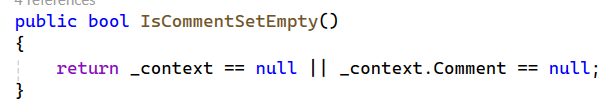 4 references
public bool IsCommentSetEmpty()
{
    return _context == null || _context.Comment == null;
}